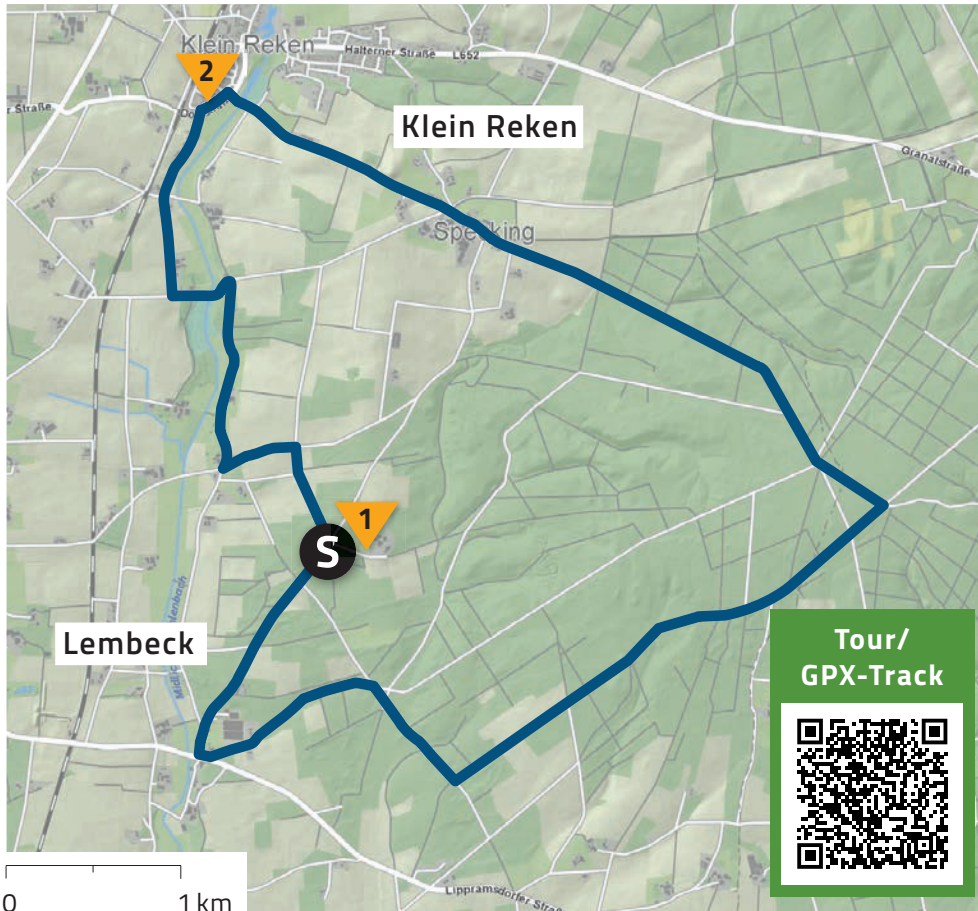 Klein Reken
Halterner Straße
L652
2
r Straße
Klein Reken
Granatstraße
Specking
1
S
Lembeck
Tour/
GPX-Track
0
1 km
Lippramsdorfer Straße